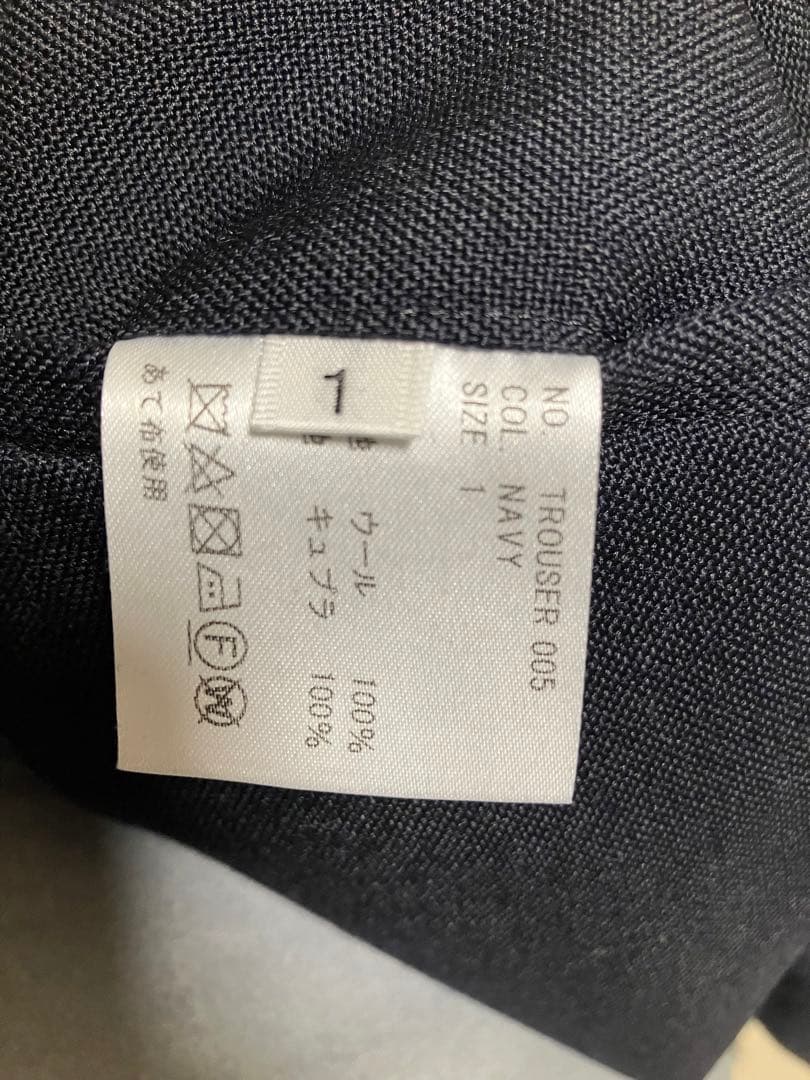 NO. TROUSER 005
COL. NAVY
SIZE 1
1
ウール 100%
キュプラ 100%
F
W
あて布使用